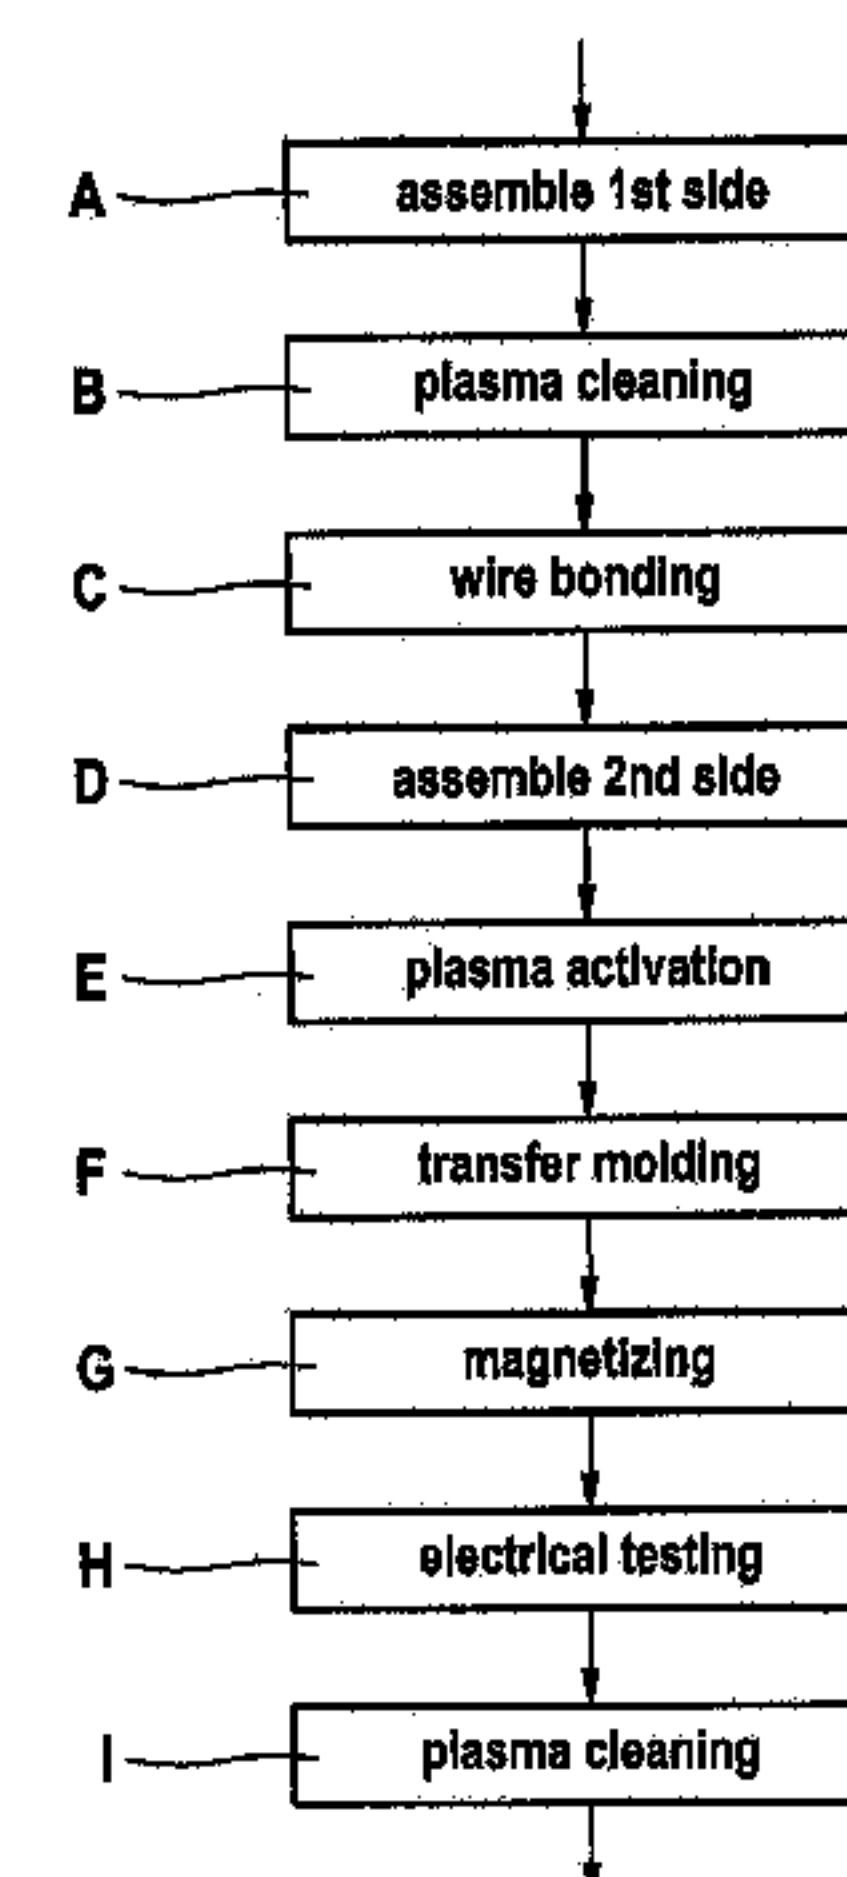 A assemble 1st side
B plasma cleaning
C wire bonding
D assemble 2nd side
E plasma activation
F transfer molding
G magnetizing
H electrical testing
I plasma cleaning